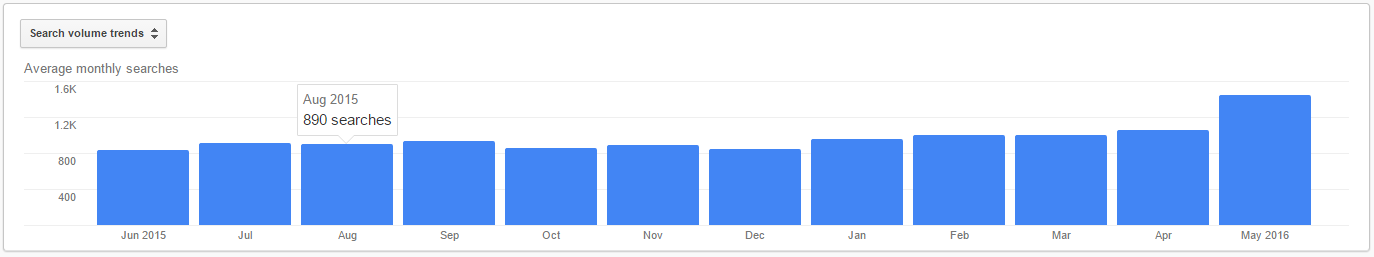 Search volume trends
Average monthly searches
1.6K
1.2K
800
400
Aug 2015
890 searches
Jun 2015 Jul Aug Sep Oct Nov Dec Jan Feb Mar Apr May 2016